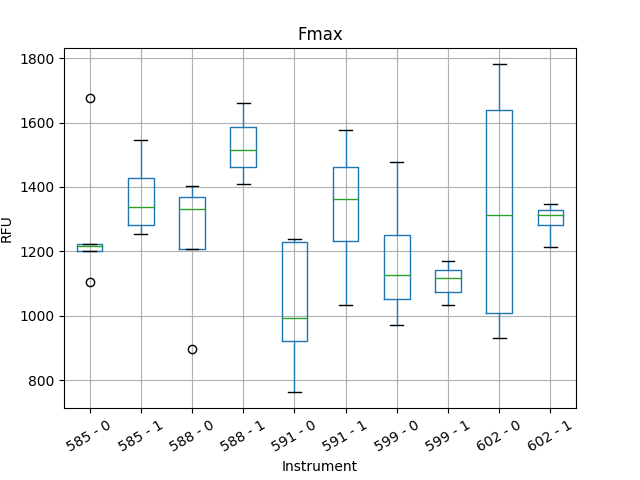 Fmax
1800
1600
1400
1200
1000
800
RFU
585 - 0
585 - 1
588 - 0
588 - 1
591 - 0
591 - 1
599 - 0
599 - 1
602 - 0
602 - 1
Instrument